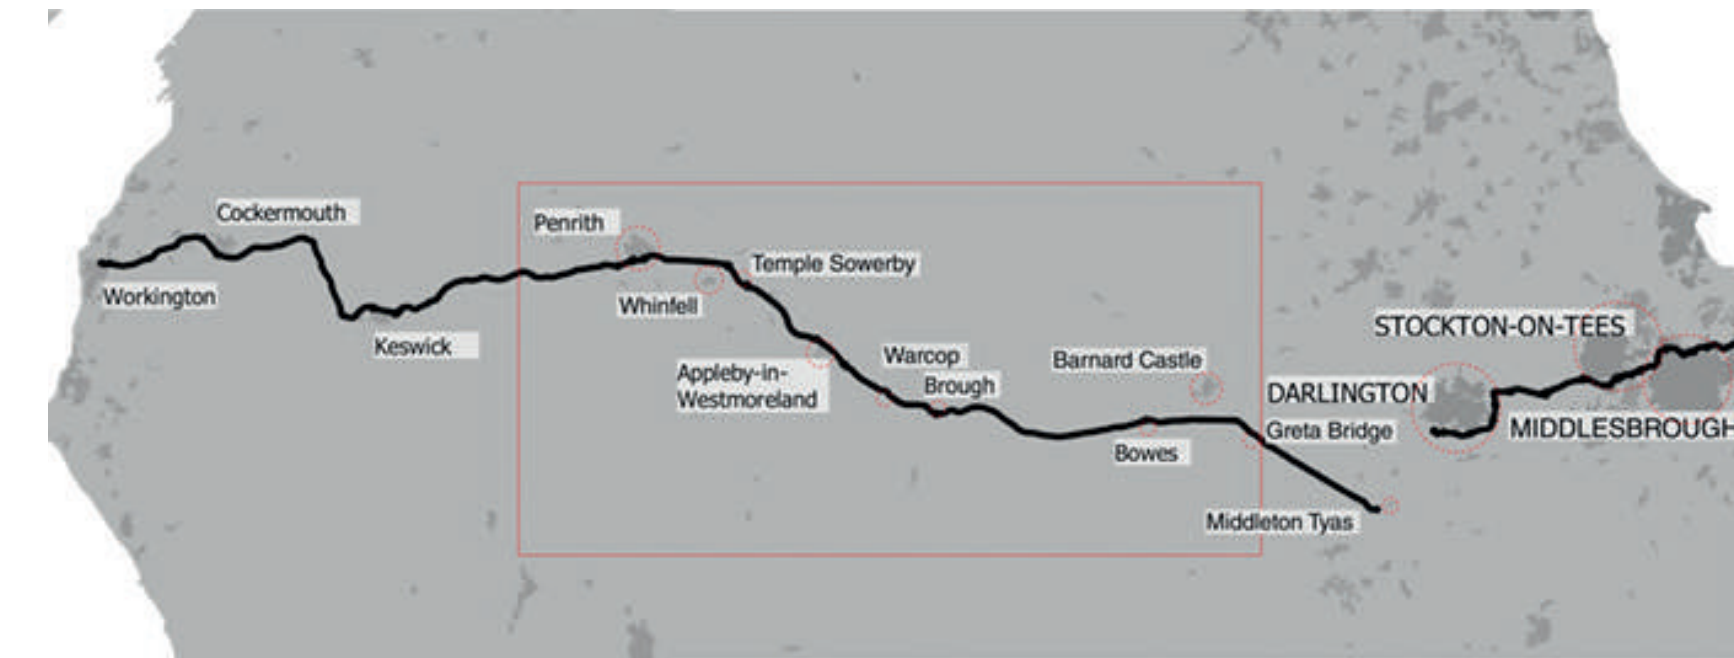 Cockermouth
Workington
Keswick
Penrith
Temple Sowerby
Whinfell
Appleby-in-
Westmoreland
Warcop
Brough
Barnard Castle
Bowes
Greta Bridge
Middleton Tyas
DARLINGTON
STOCKTON-ON-TEES
MIDDLESBROUGH